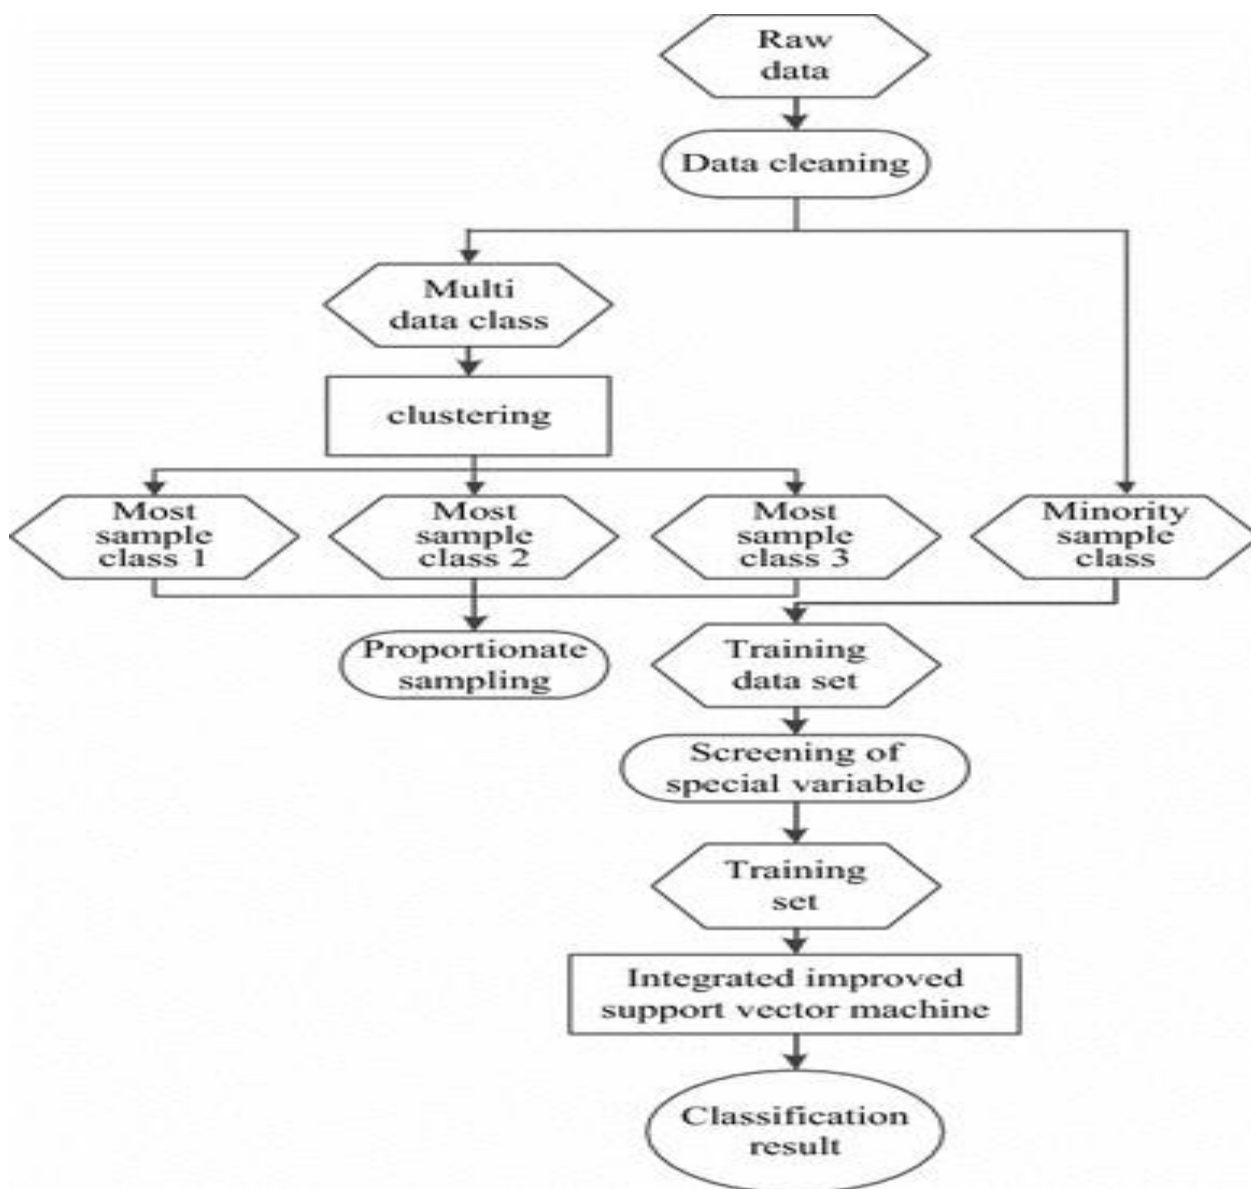 Raw
data
Data cleaning
Multi
data class
clustering
Most
sample
class 1
Most
sample
class 2
Most
sample
class 3
Minority
sample
class
Proportionate
sampling
Training
data set
Screening of
special variable
Training
set
Integrated improved
support vector machine
Classification
result